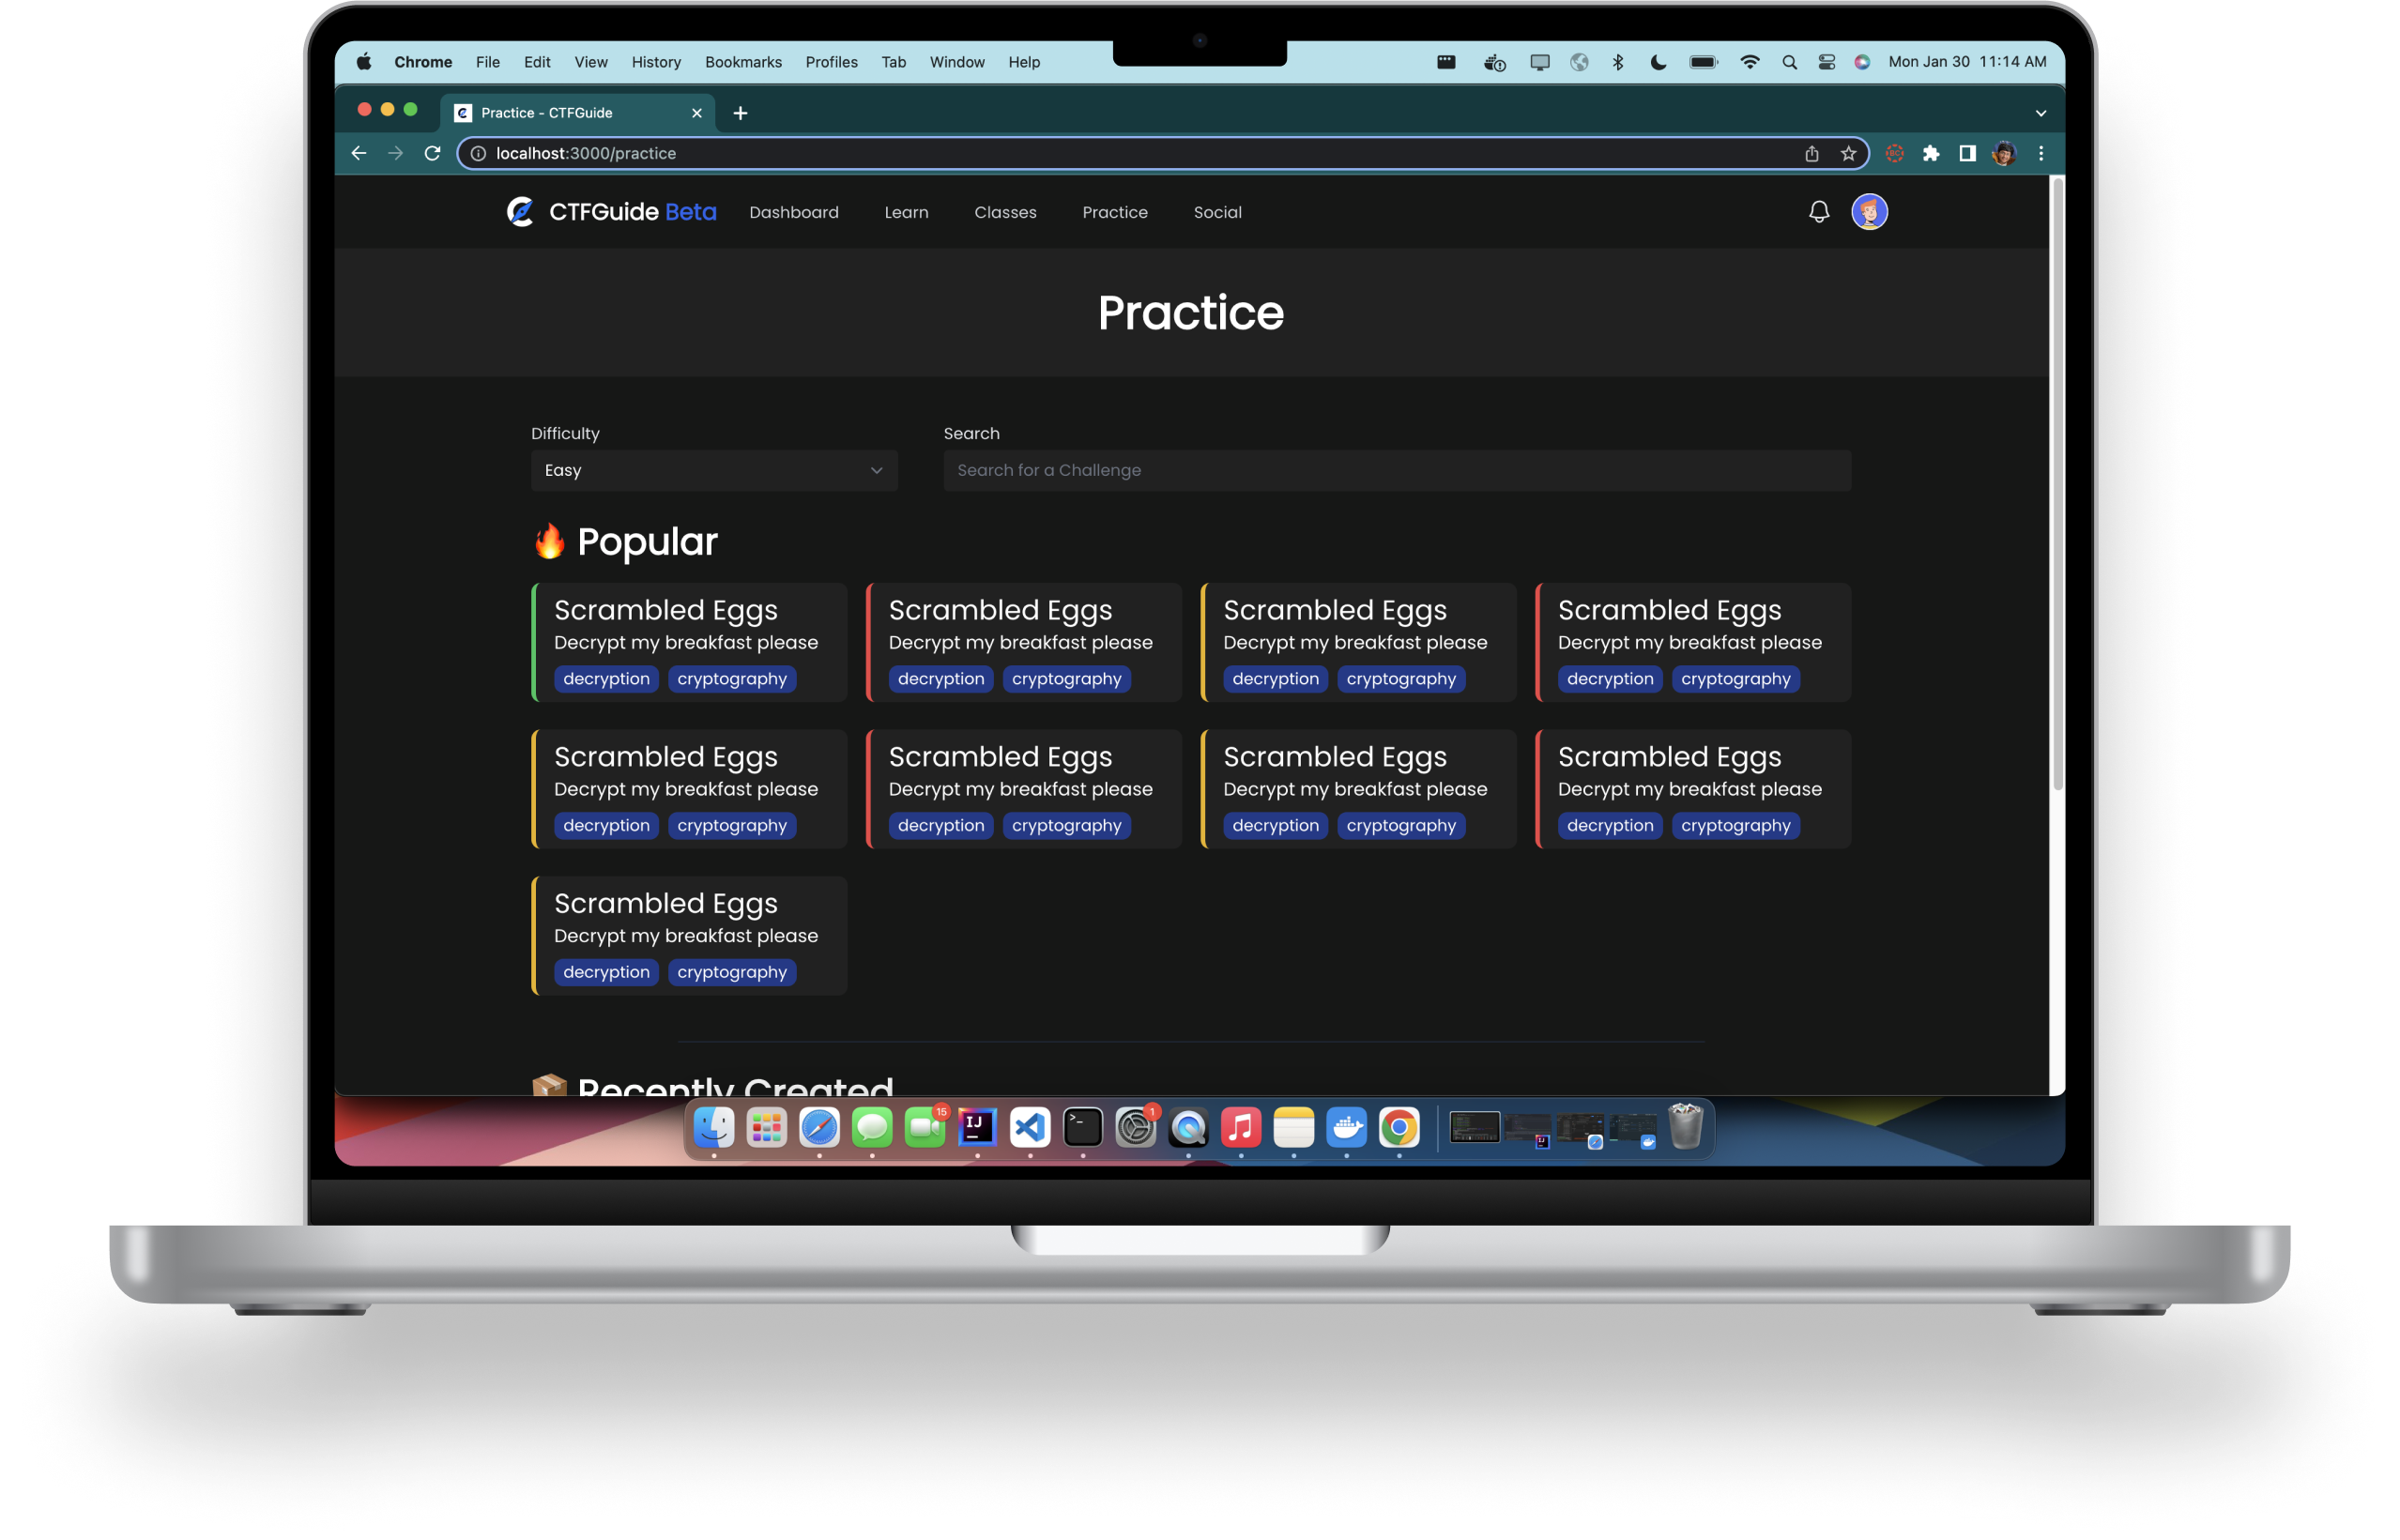 Chrome File Edit View History Bookmarks Profiles Tab Window Help Mon Jan 30 11:14 AM
Practice - CTFGuide
localhost:3000/practice
CTFGuide Beta Dashboard Learn Classes Practice Social
Practice
Difficulty Search
Easy Search for a Challenge
Popular
Scrambled Eggs Scrambled Eggs Scrambled Eggs Scrambled Eggs
Decrypt my breakfast please Decrypt my breakfast please Decrypt my breakfast please Decrypt my breakfast please
decryption cryptography decryption cryptography decryption cryptography decryption cryptography
Scrambled Eggs Scrambled Eggs Scrambled Eggs Scrambled Eggs
Decrypt my breakfast please Decrypt my breakfast please Decrypt my breakfast please Decrypt my breakfast please
decryption cryptography decryption cryptography decryption cryptography decryption cryptography
Scrambled Eggs
Decrypt my breakfast please
decryption cryptography
Recently Created
15 IJ 1